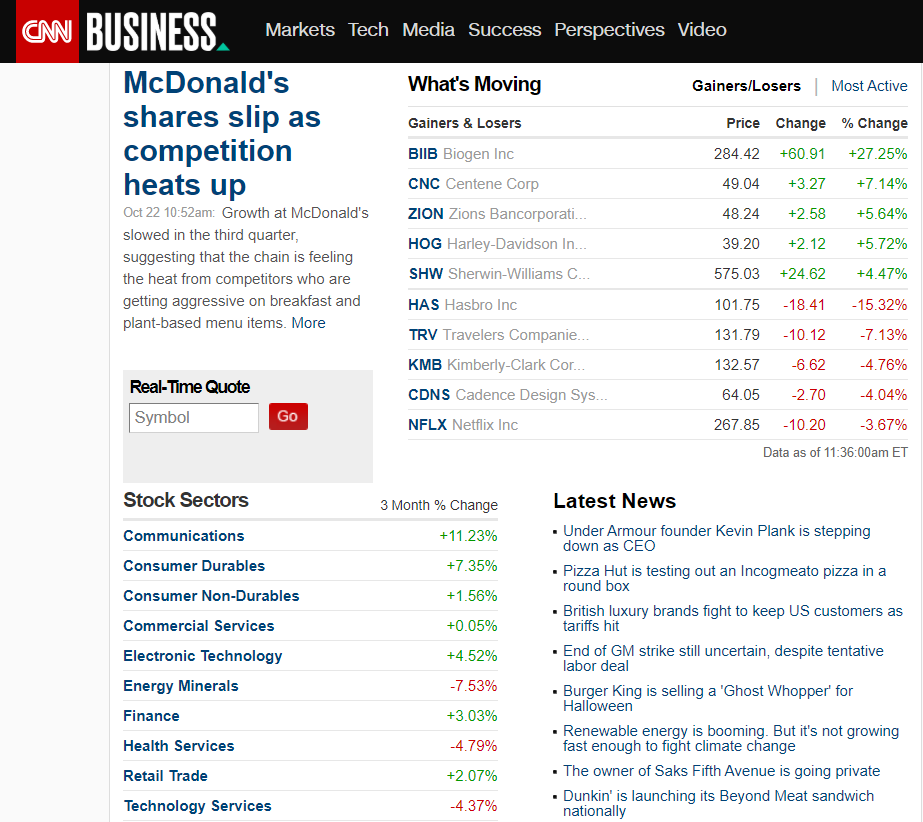 CNN BUSINESS Markets Tech Media Success Perspectives Video
McDonald's
shares slip as
competition
heats up
Oct 22 10:52am: Growth at McDonald's
slowed in the third quarter,
suggesting that the chain is feeling
the heat from competitors who are
getting aggressive on breakfast and
plant-based menu items. More
Real-Time Quote
Symbol Go
What's Moving Gainers/Losers | Most Active
Gainers & Losers Price Change % Change
BIIB Biogen Inc 284.42 +60.91 +27.25%
CNC Centene Corp 49.04 +3.27 +7.14%
ZION Zions Bancorporati... 48.24 +2.58 +5.64%
HOG Harley-Davidson In... 39.20 +2.12 +5.72%
SHW Sherwin-Williams C... 575.03 +24.62 +4.47%
HAS Hasbro Inc 101.75 -18.41 -15.32%
TRV Travelers Companie... 131.79 -10.12 -7.13%
KMB Kimberly-Clark Cor... 132.57 -6.62 -4.76%
CDNS Cadence Design Sys... 64.05 -2.70 -4.04%
NFLX Netflix Inc 267.85 -10.20 -3.67%
Data as of 11:36:00am ET
Stock Sectors 3 Month % Change
Communications +11.23%
Consumer Durables +7.35%
Consumer Non-Durables +1.56%
Commercial Services +0.05%
Electronic Technology +4.52%
Energy Minerals -7.53%
Finance +3.03%
Health Services -4.79%
Retail Trade +2.07%
Technology Services -4.37%
Latest News
Under Armour founder Kevin Plank is stepping
down as CEO
Pizza Hut is testing out an Incogmeato pizza in a
round box
British luxury brands fight to keep US customers as
tariffs hit
End of GM strike still uncertain, despite tentative
labor deal
Burger King is selling a 'Ghost Whopper' for
Halloween
Renewable energy is booming. But it's not growing
fast enough to fight climate change
The owner of Saks Fifth Avenue is going private
Dunkin' is launching its Beyond Meat sandwich
nationally